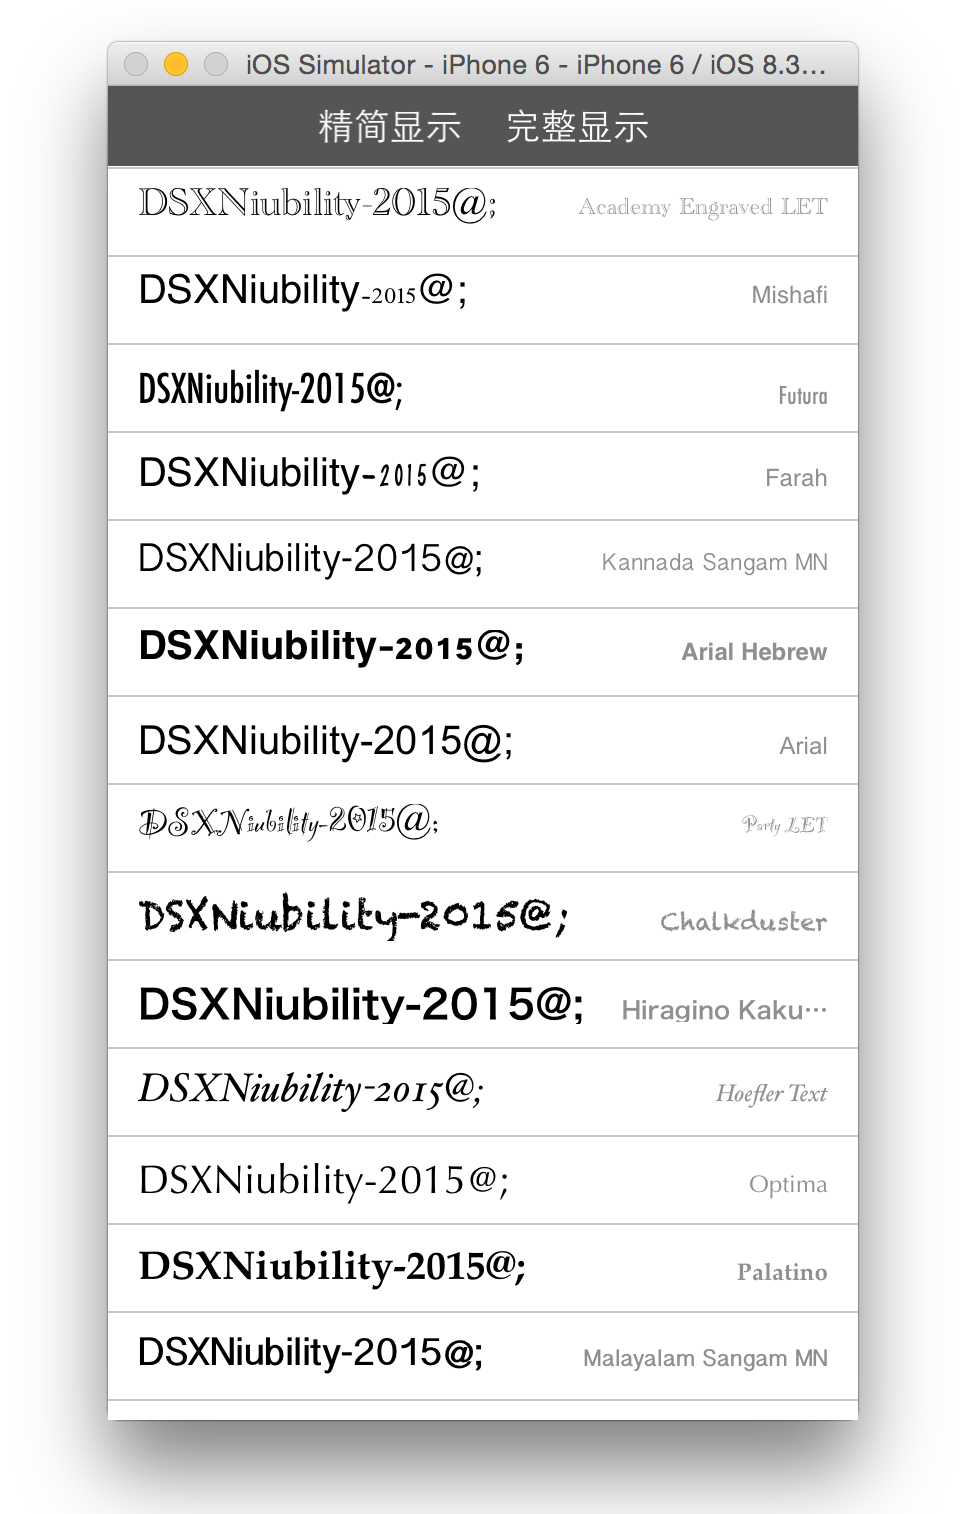 iOS Simulator - iPhone 6 - iPhone 6 / iOS 8.3...
精简显示 完整显示
DSXNiubility-2015@; Academy Engraved LET
DSXNiubility-2015@; Mishafi
DSXNiubility-2015@; Futura
DSXNiubility-2015@; Farah
DSXNiubility-2015@; Kannada Sangam MN
DSXNiubility-2015@; Arial Hebrew
DSXNiubility-2015@; Arial
DSXNiubility-2015@; Party LET
DSXNiubility-2015@; Chalkduster
DSXNiubility-2015@; Hiragino Kaku...
DSXNiubility-2015@; Hoefler Text
DSXNiubility-2015@; Optima
DSXNiubility-2015@; Palatino
DSXNiubility-2015@; Malayalam Sangam MN